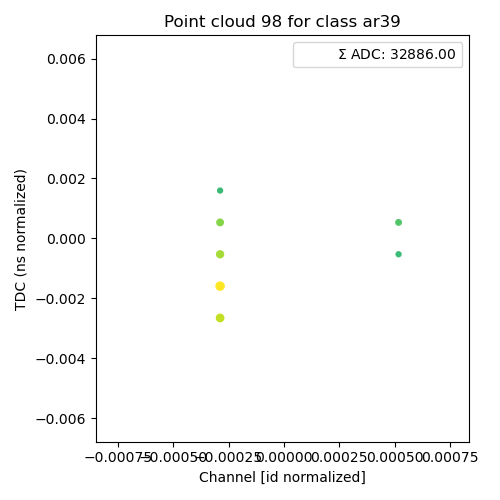 Point cloud 98 for class ar39
Σ ADC: 32886.00
0.006
0.004
0.002
0.000
−0.002
−0.004
−0.006
TDC (ns normalized)
−0.00075 −0.00050 −0.00025 0.00000 0.00025 0.00050 0.00075
Channel [id normalized]